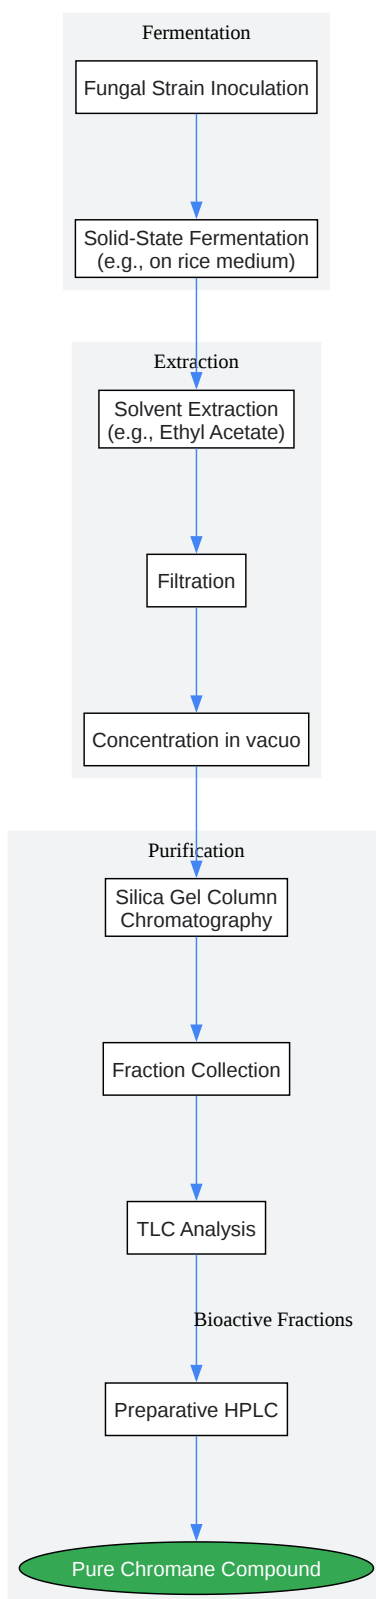 Fermentation
Fungal Strain Inoculation
Solid-State Fermentation
(e.g., on rice medium)
Extraction
Solvent Extraction
(e.g., Ethyl Acetate)
Filtration
Concentration in vacuo
Purification
Silica Gel Column
Chromatography
Fraction Collection
TLC Analysis
Bioactive Fractions
Preparative HPLC
Pure Chromane Compound